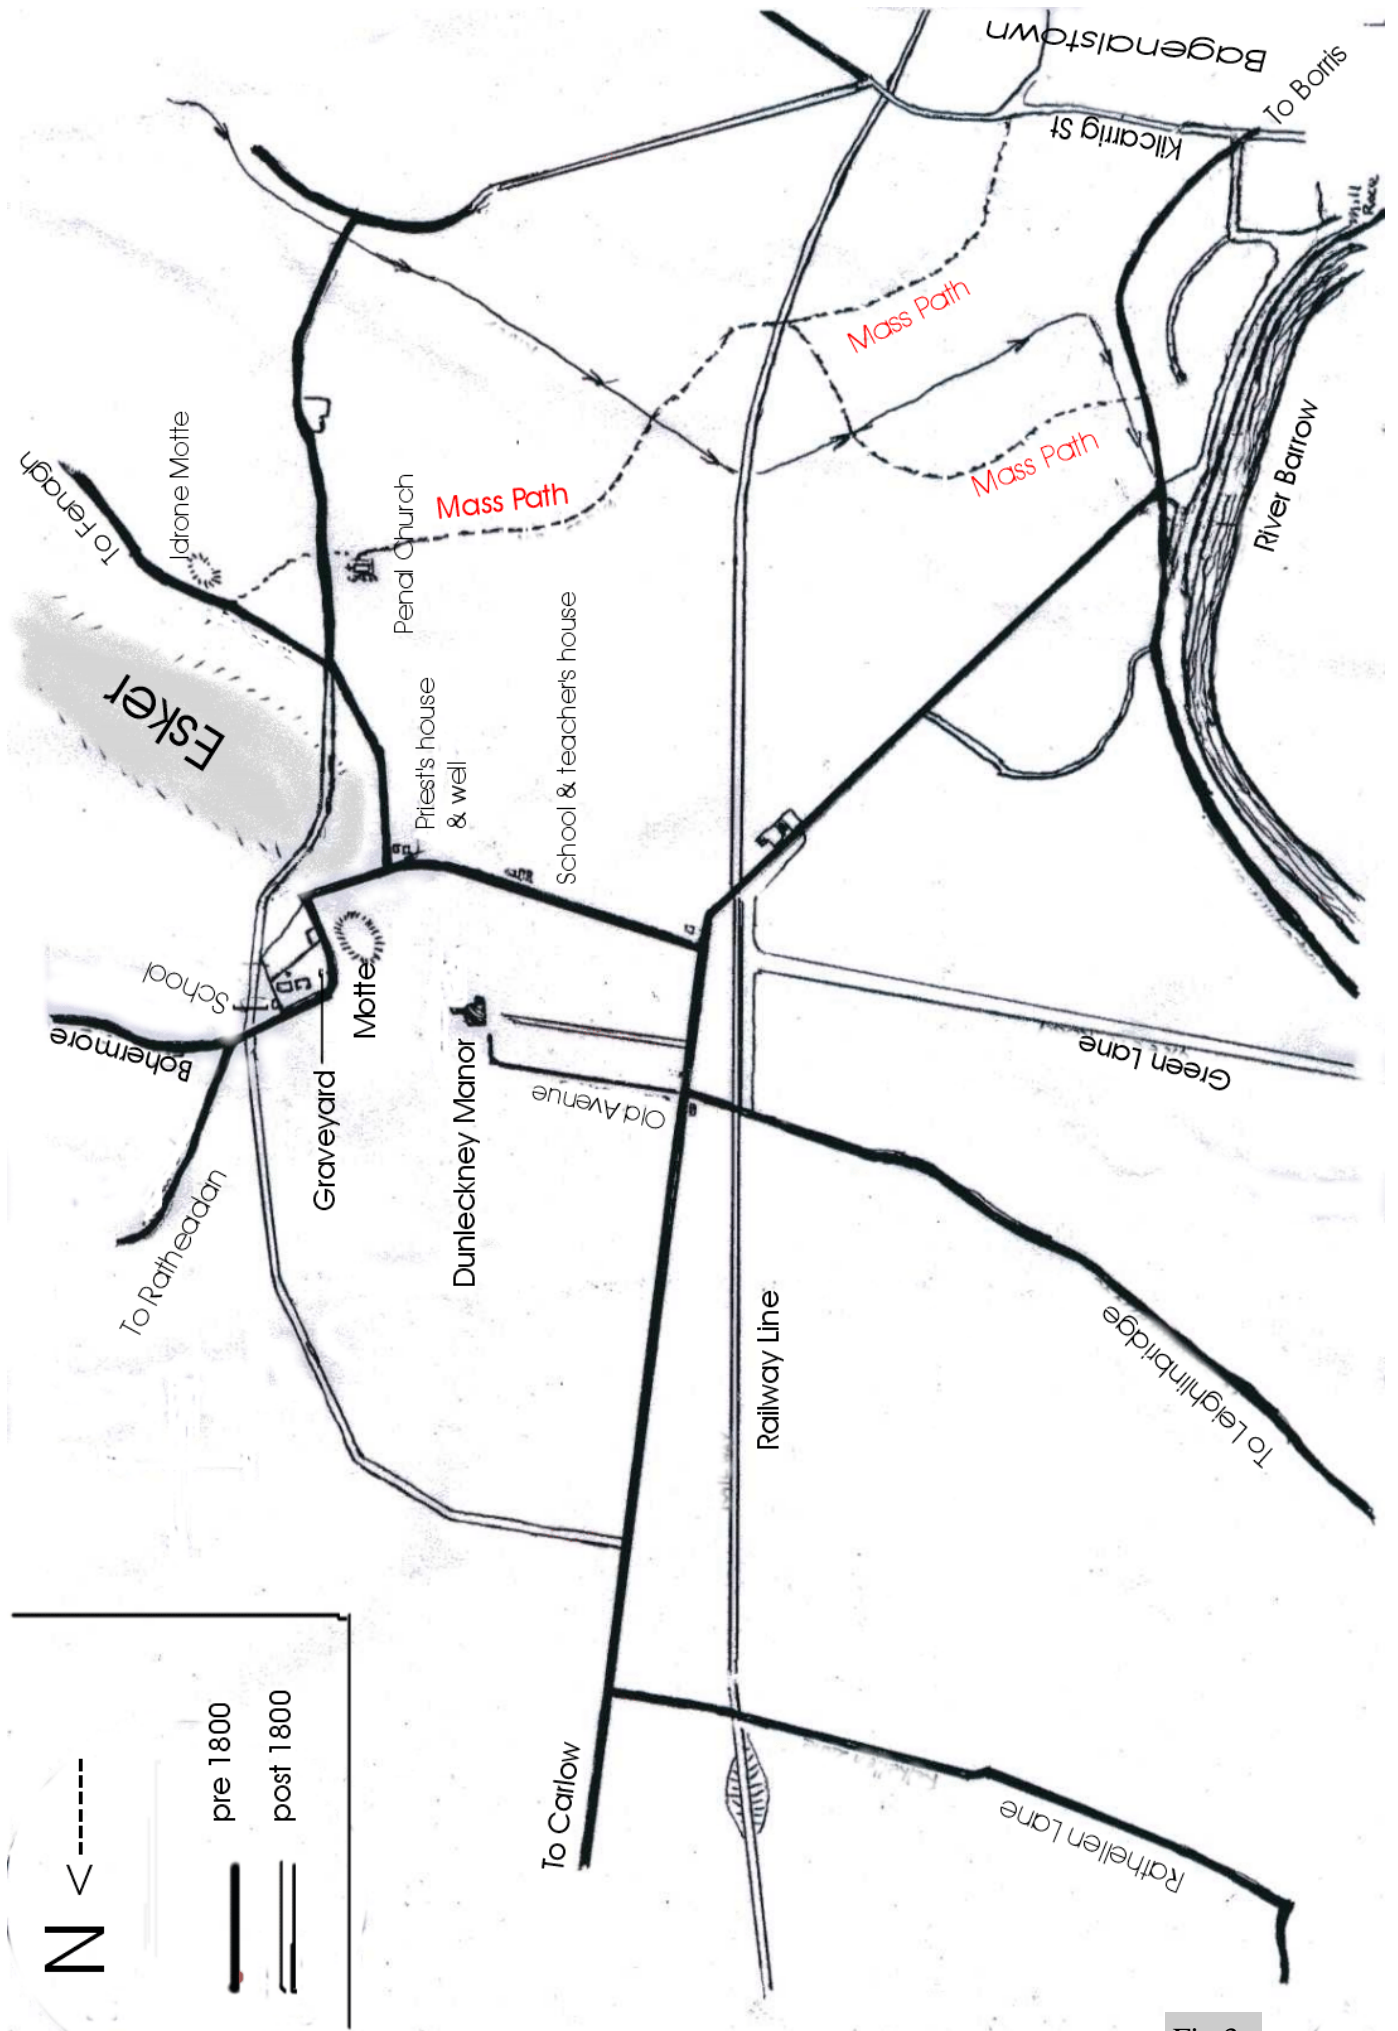 Bagenalstown
To Borris
Kilcarrig St
Mill
Race
Mass Path
Mass Path
Mass Path
River Barrow
Idrone Motte
To Fenagh
Penal Church
Esker
Priest's house
& well
School & teacher's house
School
Motte
Bohermore
Graveyard
Dunleckney Manor
Old Avenue
Green Lane
To Ratheadan
Railway Line
To Leighlinbridge
To Carlow
Rathellen Lane
N <------
pre 1800
post 1800